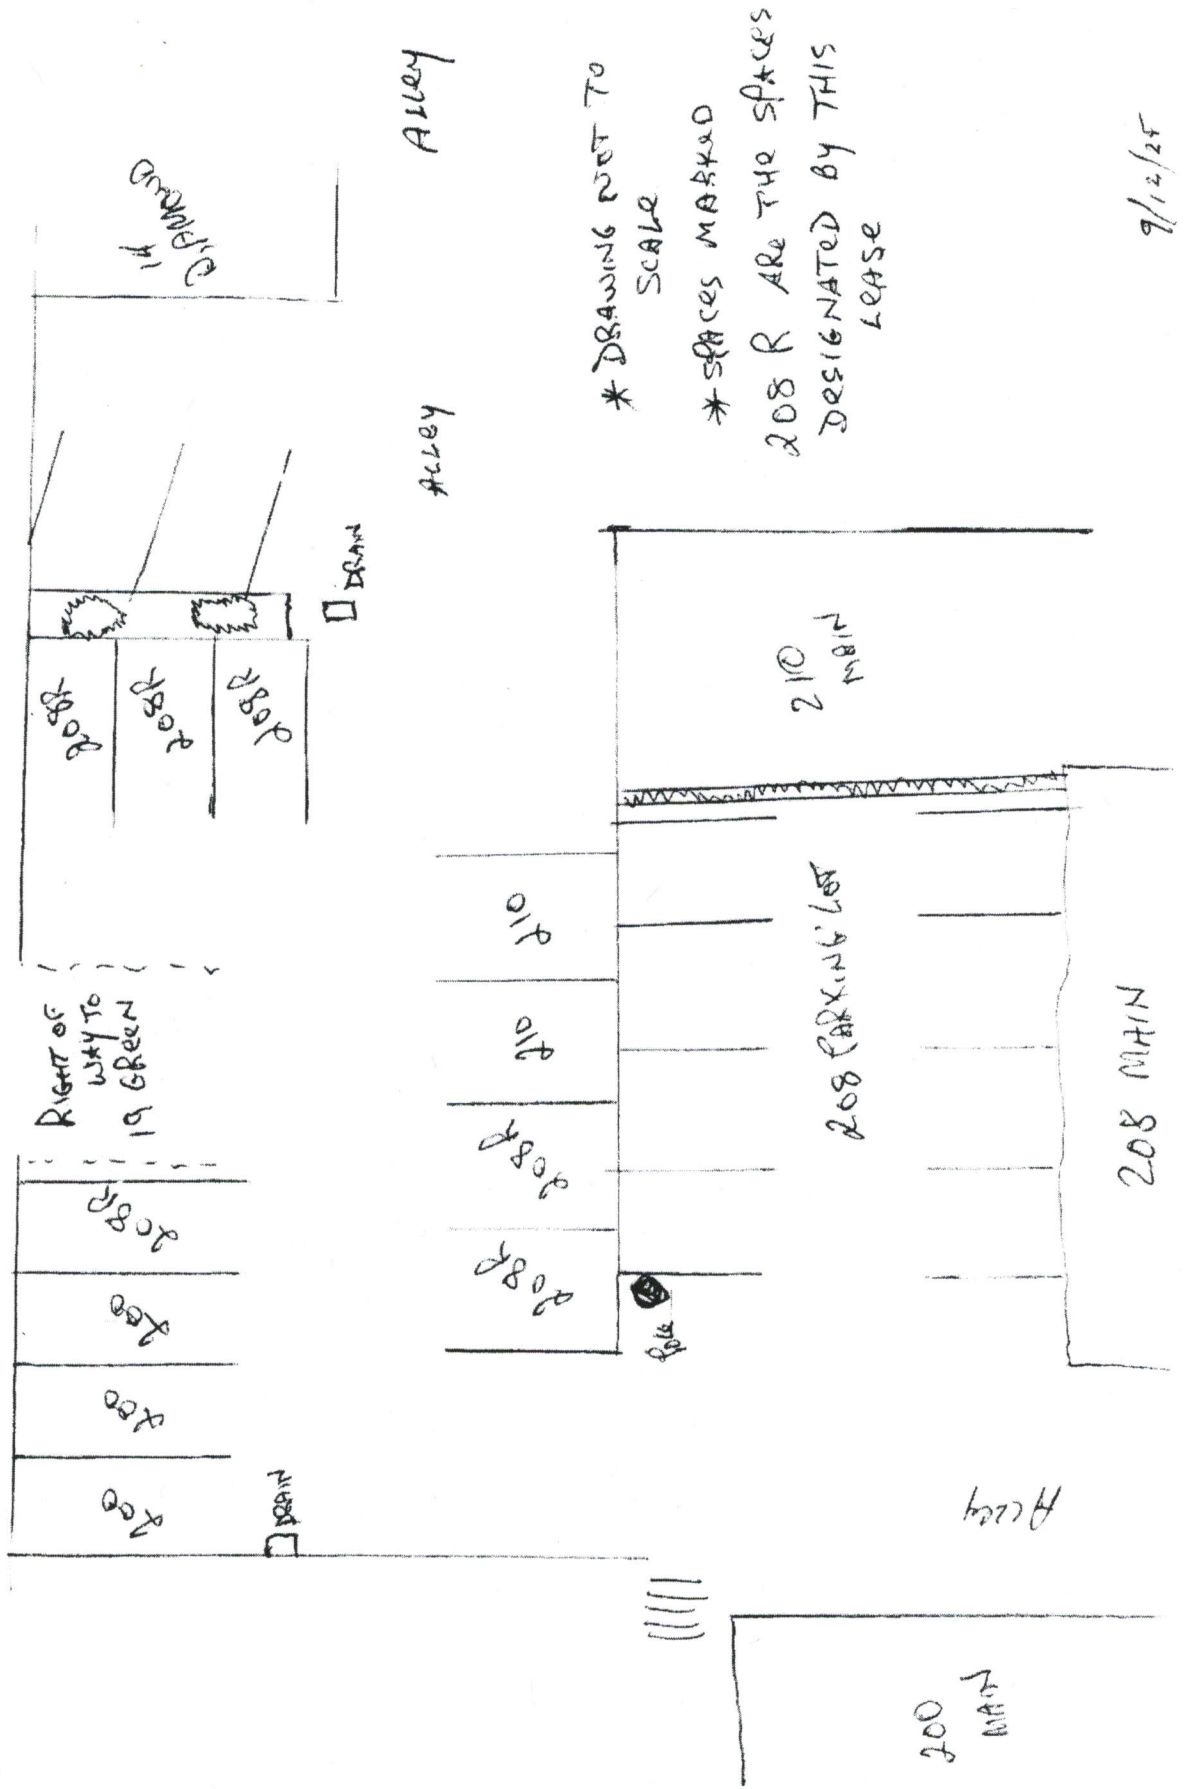 RIGHT OF
WAY TO
19 GREEN
200
200
200
208R
208R
208R
208R
14
DIAMOND
DRAIN
DRAIN
ALLEY
ALLEY
208R
208R
210
210
Pole
208 PARKING LOT
210
MAIN
* DRAWING NOT TO
SCALE
* SPACES MARKED
208 R ARE THE SPACES
DESIGNATED BY THIS
LEASE
200
MAIN
ALLEY
208 MAIN
9/12/25